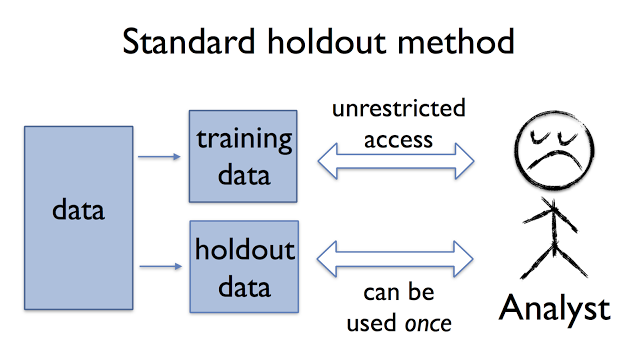 Standard holdout method
data
training
data
holdout
data
unrestricted
access
can be
used once
Analyst